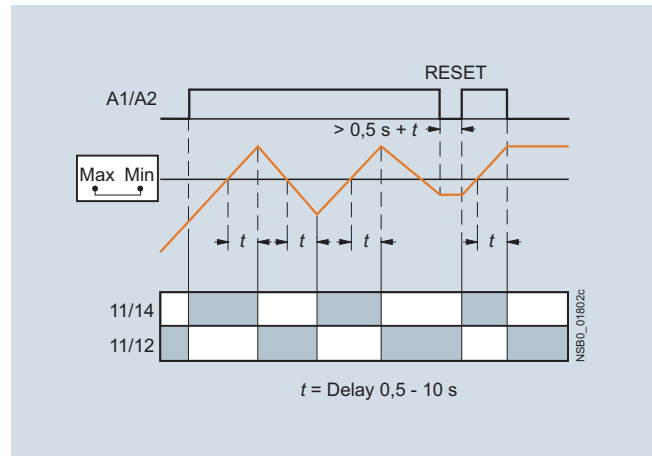 RESET
A1/A2
> 0,5 s + t
Max Min
t t t t
11/14
11/12
NSB0_01802c
t = Delay 0,5 - 10 s